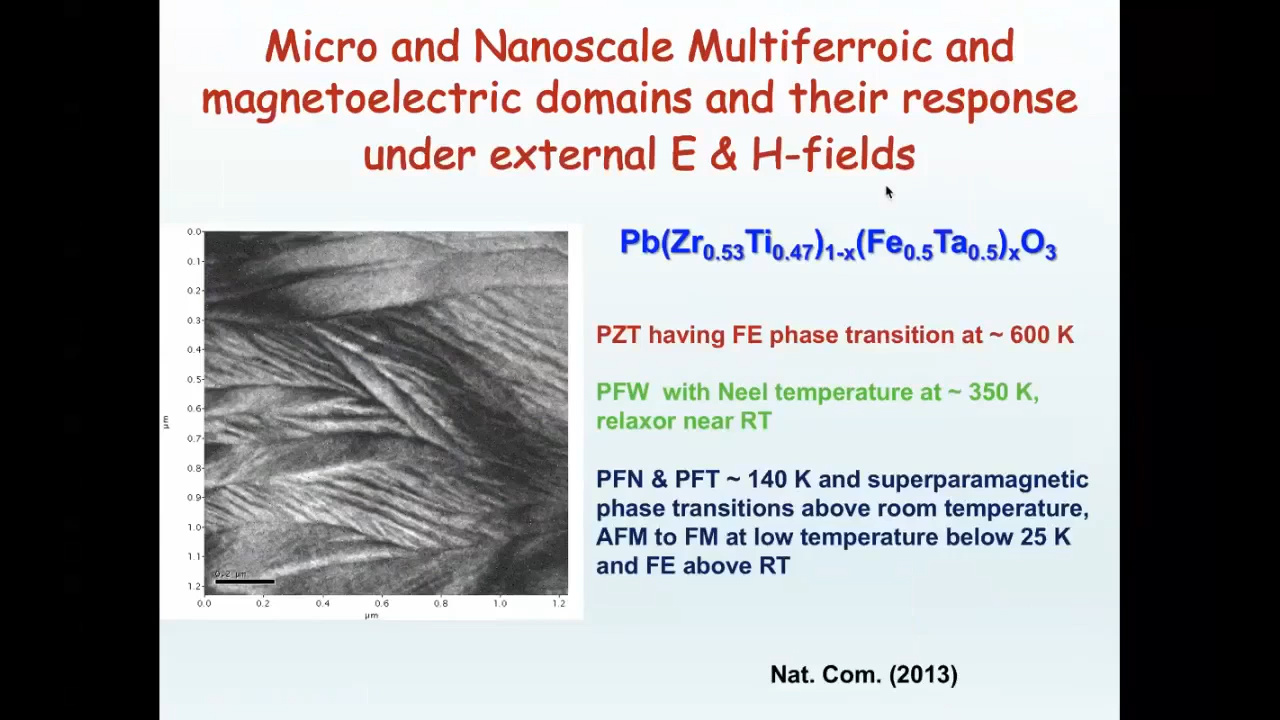 Micro and Nanoscale Multiferroic and
magnetoelectric domains and their response
under external E & H-fields
Pb(Zr0.53Ti0.47)1-x(Fe0.5Ta0.5)xO3
PZT having FE phase transition at ~ 600 K
PFW with Neel temperature at ~ 350 K,
relaxor near RT
PFN & PFT ~ 140 K and superparamagnetic
phase transitions above room temperature,
AFM to FM at low temperature below 25 K
and FE above RT
Nat. Com. (2013)
0.0
0.1
0.2
0.3
0.4
0.5
0.6
0.7
0.8
0.9
1.0
1.1
1.2
µm
0.2 µm
0.0 0.2 0.4 0.6 0.8 1.0 1.2
µm